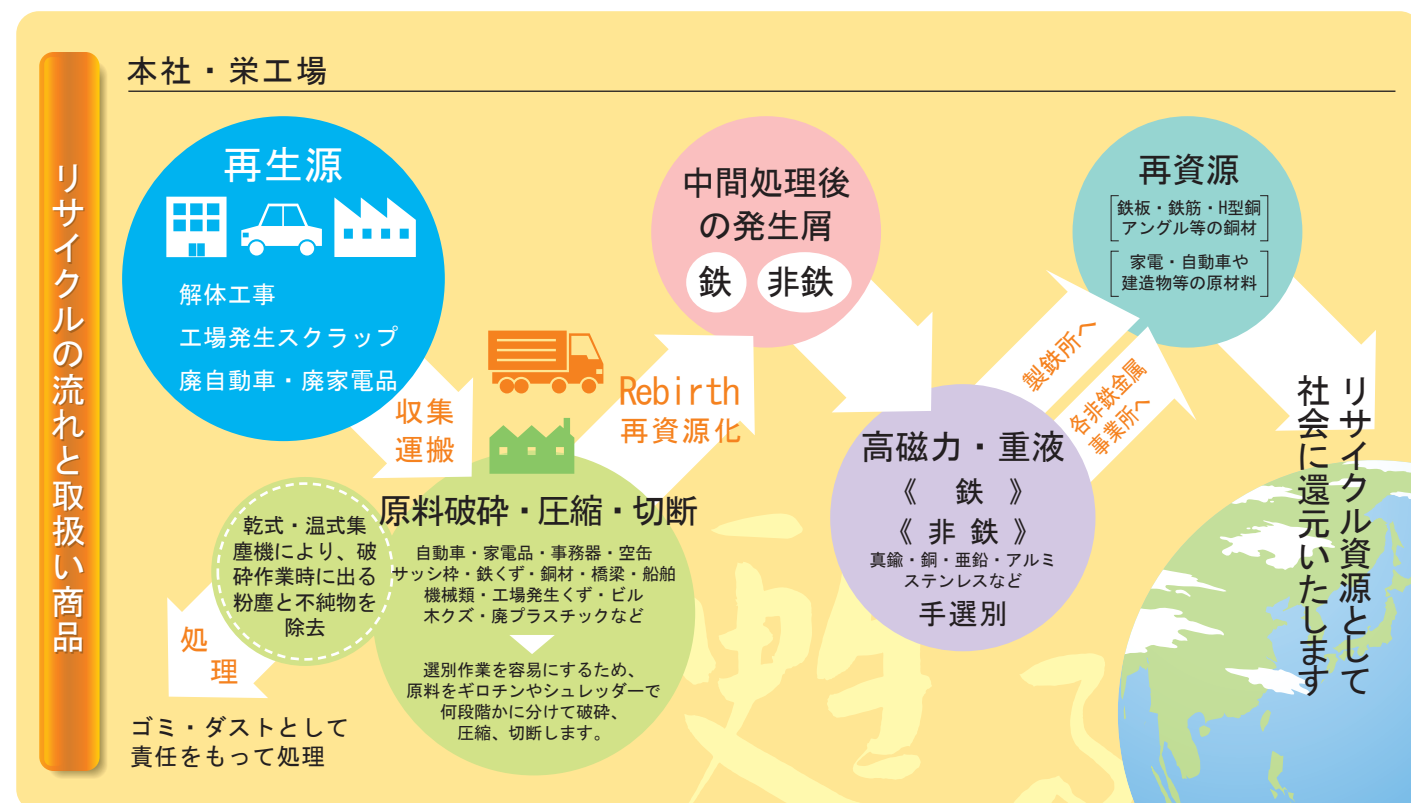 リサイクルの流れと取扱い商品
本社・栄工場
再生源
解体工事
工場発生スクラップ
廃自動車・廃家電品
収集
運搬
原料破砕・圧縮・切断
自動車・家電品・事務器・空缶
サッシ枠・鉄くず・銅材・橋梁・船舶
機械類・工場発生くず・ビル
木クズ・廃プラスチックなど
選別作業を容易にするため、
原料をギロチンやシュレッダーで
何段階かに分けて破砕、
圧縮、切断します。
乾式・温式集
塵機により、破
砕作業時に出る
粉塵と不純物を
除去
処
理
ゴミ・ダストとして
責任をもって処理
Rebirth
再資源化
中間処理後
の発生屑
鉄 非鉄
高磁力・重液
《 鉄 》
《 非 鉄 》
真鍮・銅・亜鉛・アルミ
ステンレスなど
手選別
製鉄所へ
各非鉄金属
事業所へ
再資源
[鉄板・鉄筋・H型銅
アングル等の銅材]
[家電・自動車や
建造物等の原材料]
リサイクル資源として
社会に還元いたします